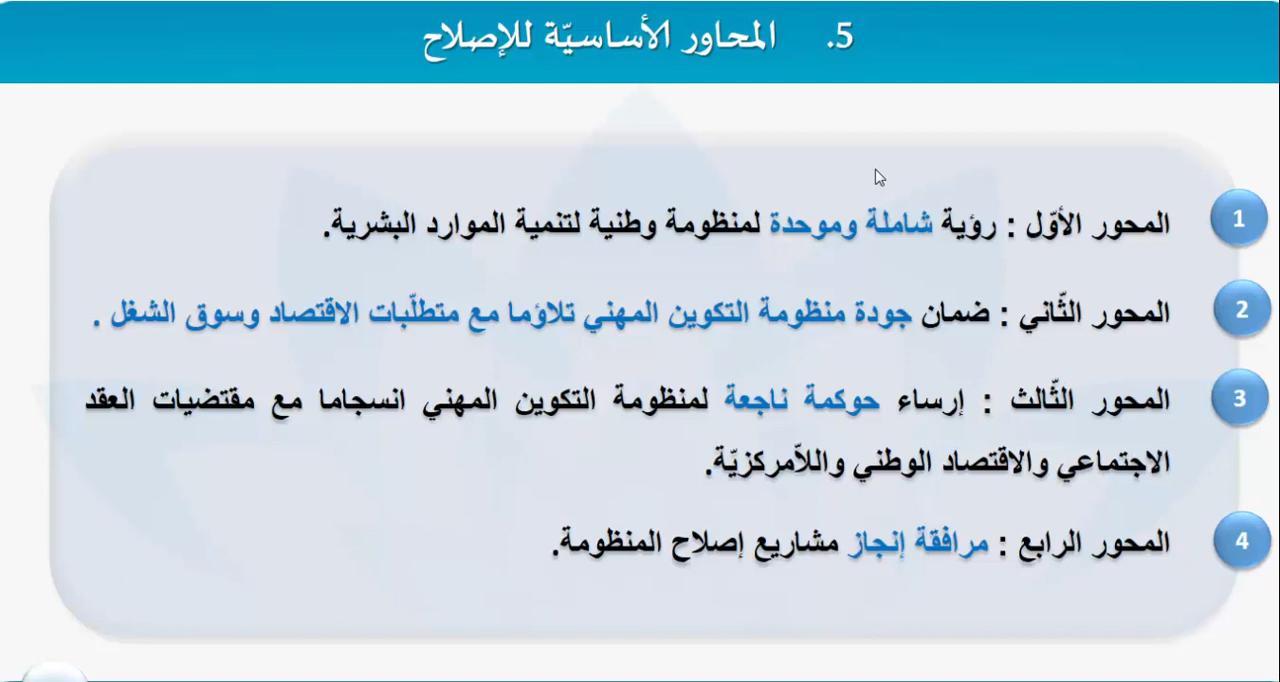 5. المحاور الأساسيّة للإصلاح
1 المحور الأوّل : رؤية شاملة وموحدة لمنظومة وطنية لتنمية الموارد البشرية.
2 المحور الثّاني : ضمان جودة منظومة التكوين المهني تلاؤما مع متطلّبات الاقتصاد وسوق الشغل .
3 المحور الثّالث : إرساء حوكمة ناجعة لمنظومة التكوين المهني انسجاما مع مقتضيات العقد
الاجتماعي والاقتصاد الوطني واللاّمركزيّة.
4 المحور الرابع : مرافقة إنجاز مشاريع إصلاح المنظومة.